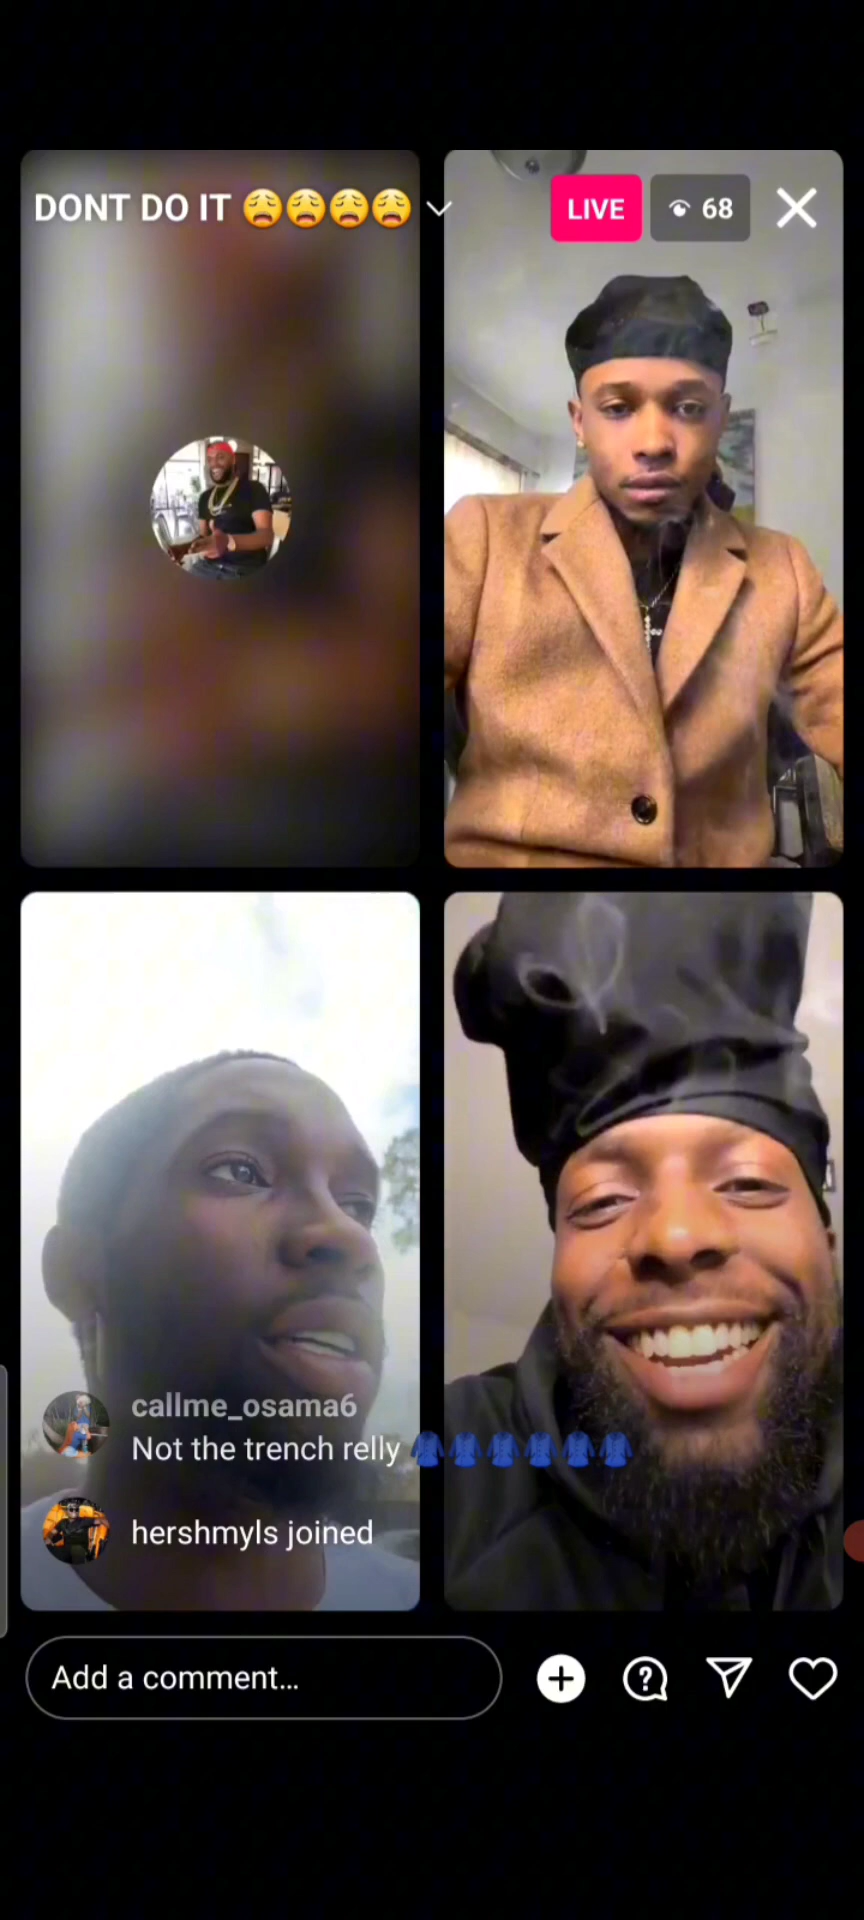 DONT DO IT 😩😩😩😩
LIVE
68
callme_osama6
Not the trench relly 🧥🧥🧥🧥🧥🧥
hershmyls joined
Add a comment...